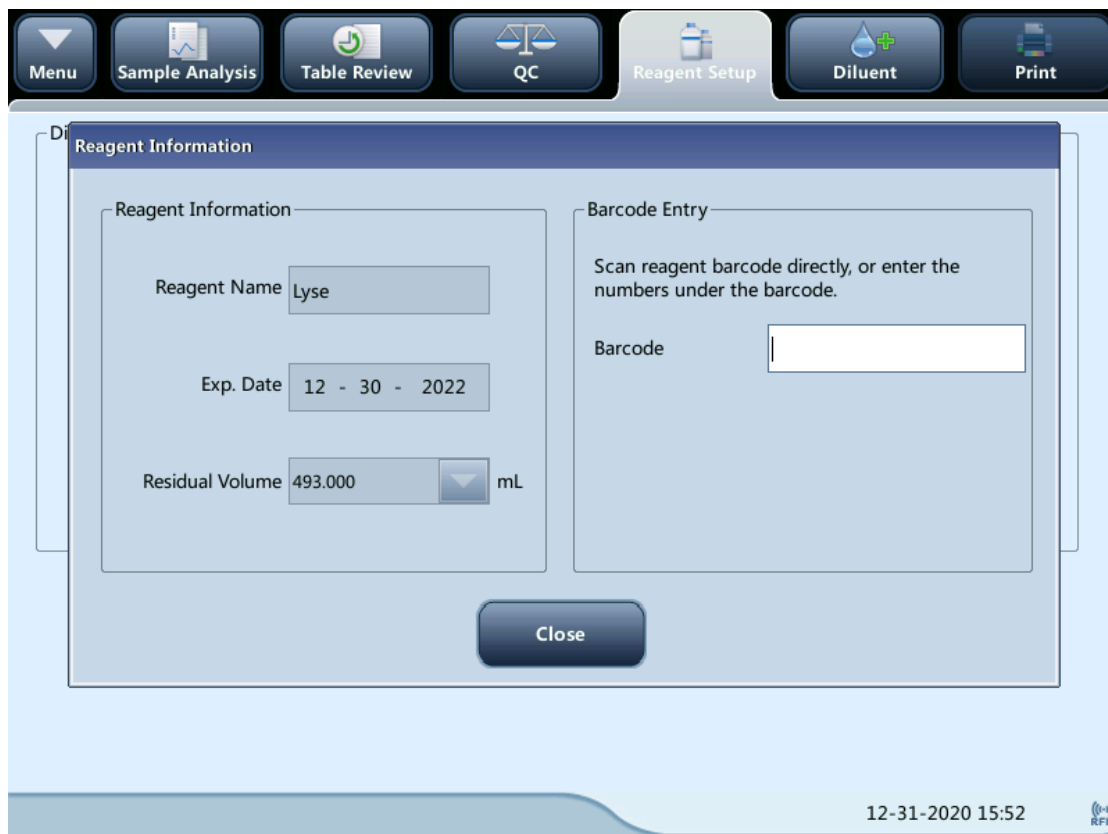 Menu
Sample Analysis
Table Review
QC
Reagent Setup
Diluent
Print
Di
Reagent Information
Reagent Information
Reagent Name Lyse
Exp. Date 12 - 30 - 2022
Residual Volume 493.000 mL
Barcode Entry
Scan reagent barcode directly, or enter the
numbers under the barcode.
Barcode
Close
12-31-2020 15:52
RFI